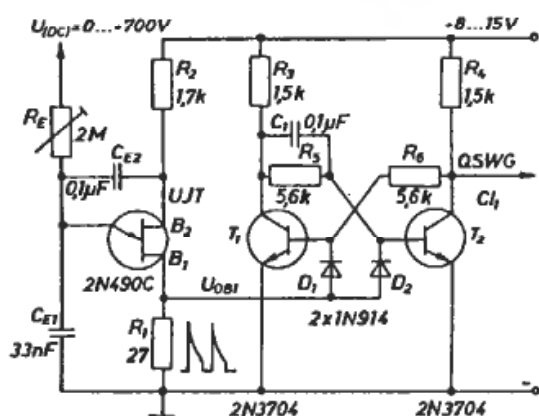 U(DC)=0...-700V
+8...15V
R2
1,7k
R3
1,5k
R4
1,5k
RE
2M
C1
0,1µF
CE2
0,1µF
R5
5,6k
R6
5,6k
QSWG
CI1
UJT
B2
B1
T1
T2
2N490C
UOB1
D1
D2
2x1N914
CE1
33nF
R1
27
-
2N3704
2N3704